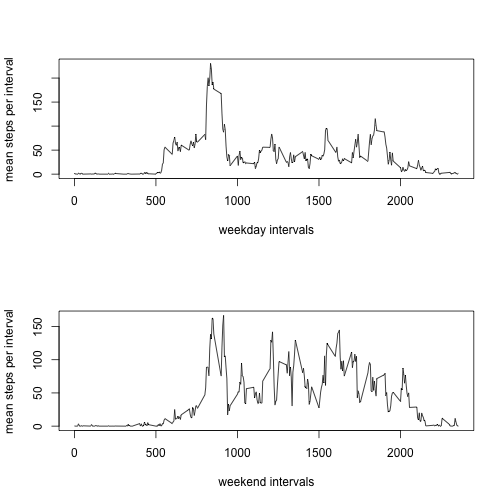 mean steps per interval
150
50
0
0 500 1000 1500 2000
weekday intervals
mean steps per interval
150
100
50
0
0 500 1000 1500 2000
weekend intervals